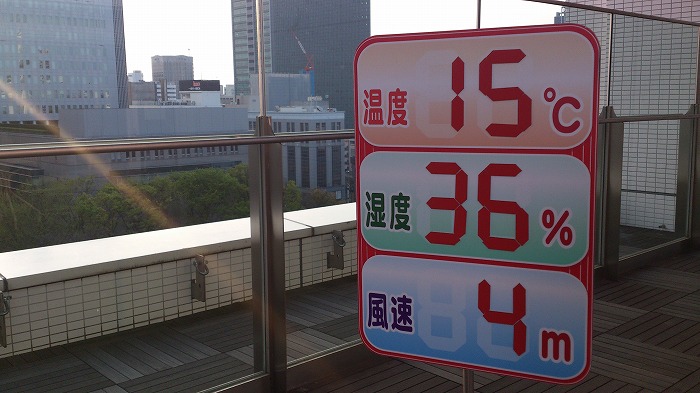 温度 15 ℃
湿度 36 %
風速 4 m